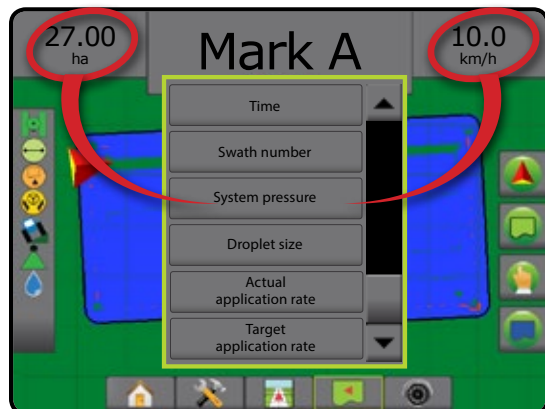 27.00
ha
Mark A
10.0
km/h
Time
Swath number
System pressure
Droplet size
Actual
application rate
Target
application rate